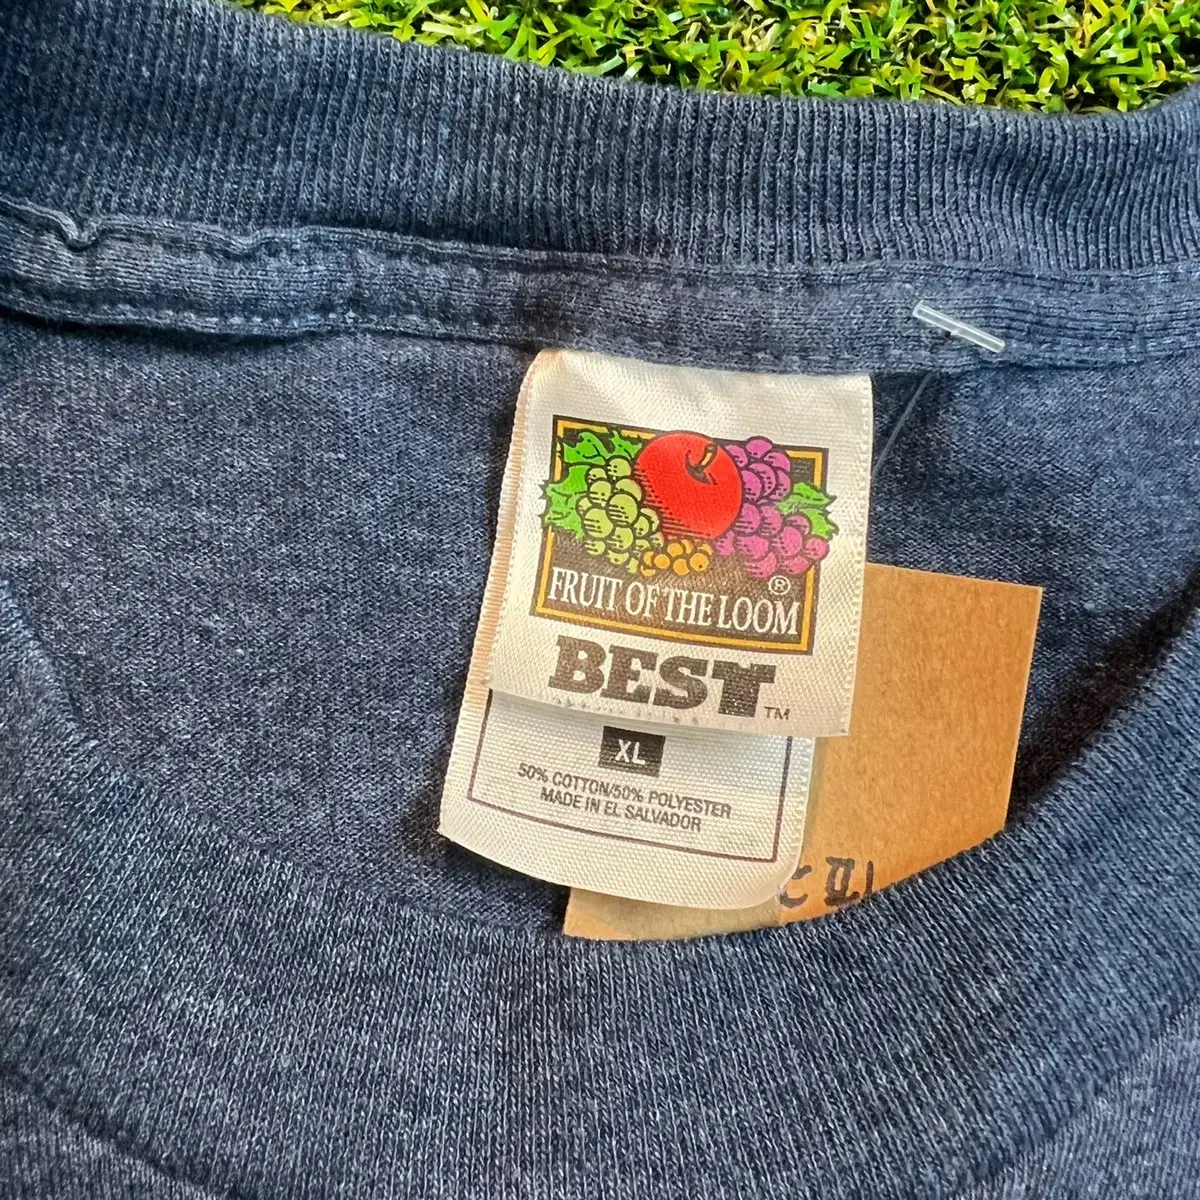 FRUIT OF THE LOOM®
BEST™
XL
50% COTTON/50% POLYESTER
MADE IN EL SALVADOR